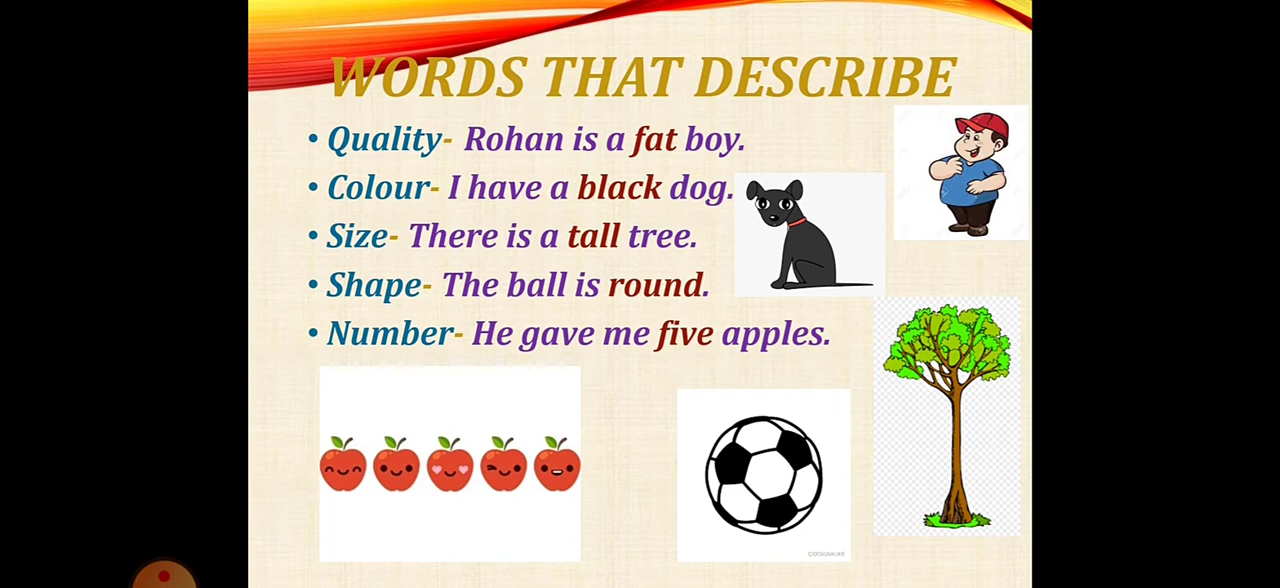 WORDS THAT DESCRIBE
• Quality- Rohan is a fat boy.
• Colour- I have a black dog.
• Size- There is a tall tree.
• Shape- The ball is round.
• Number- He gave me five apples.